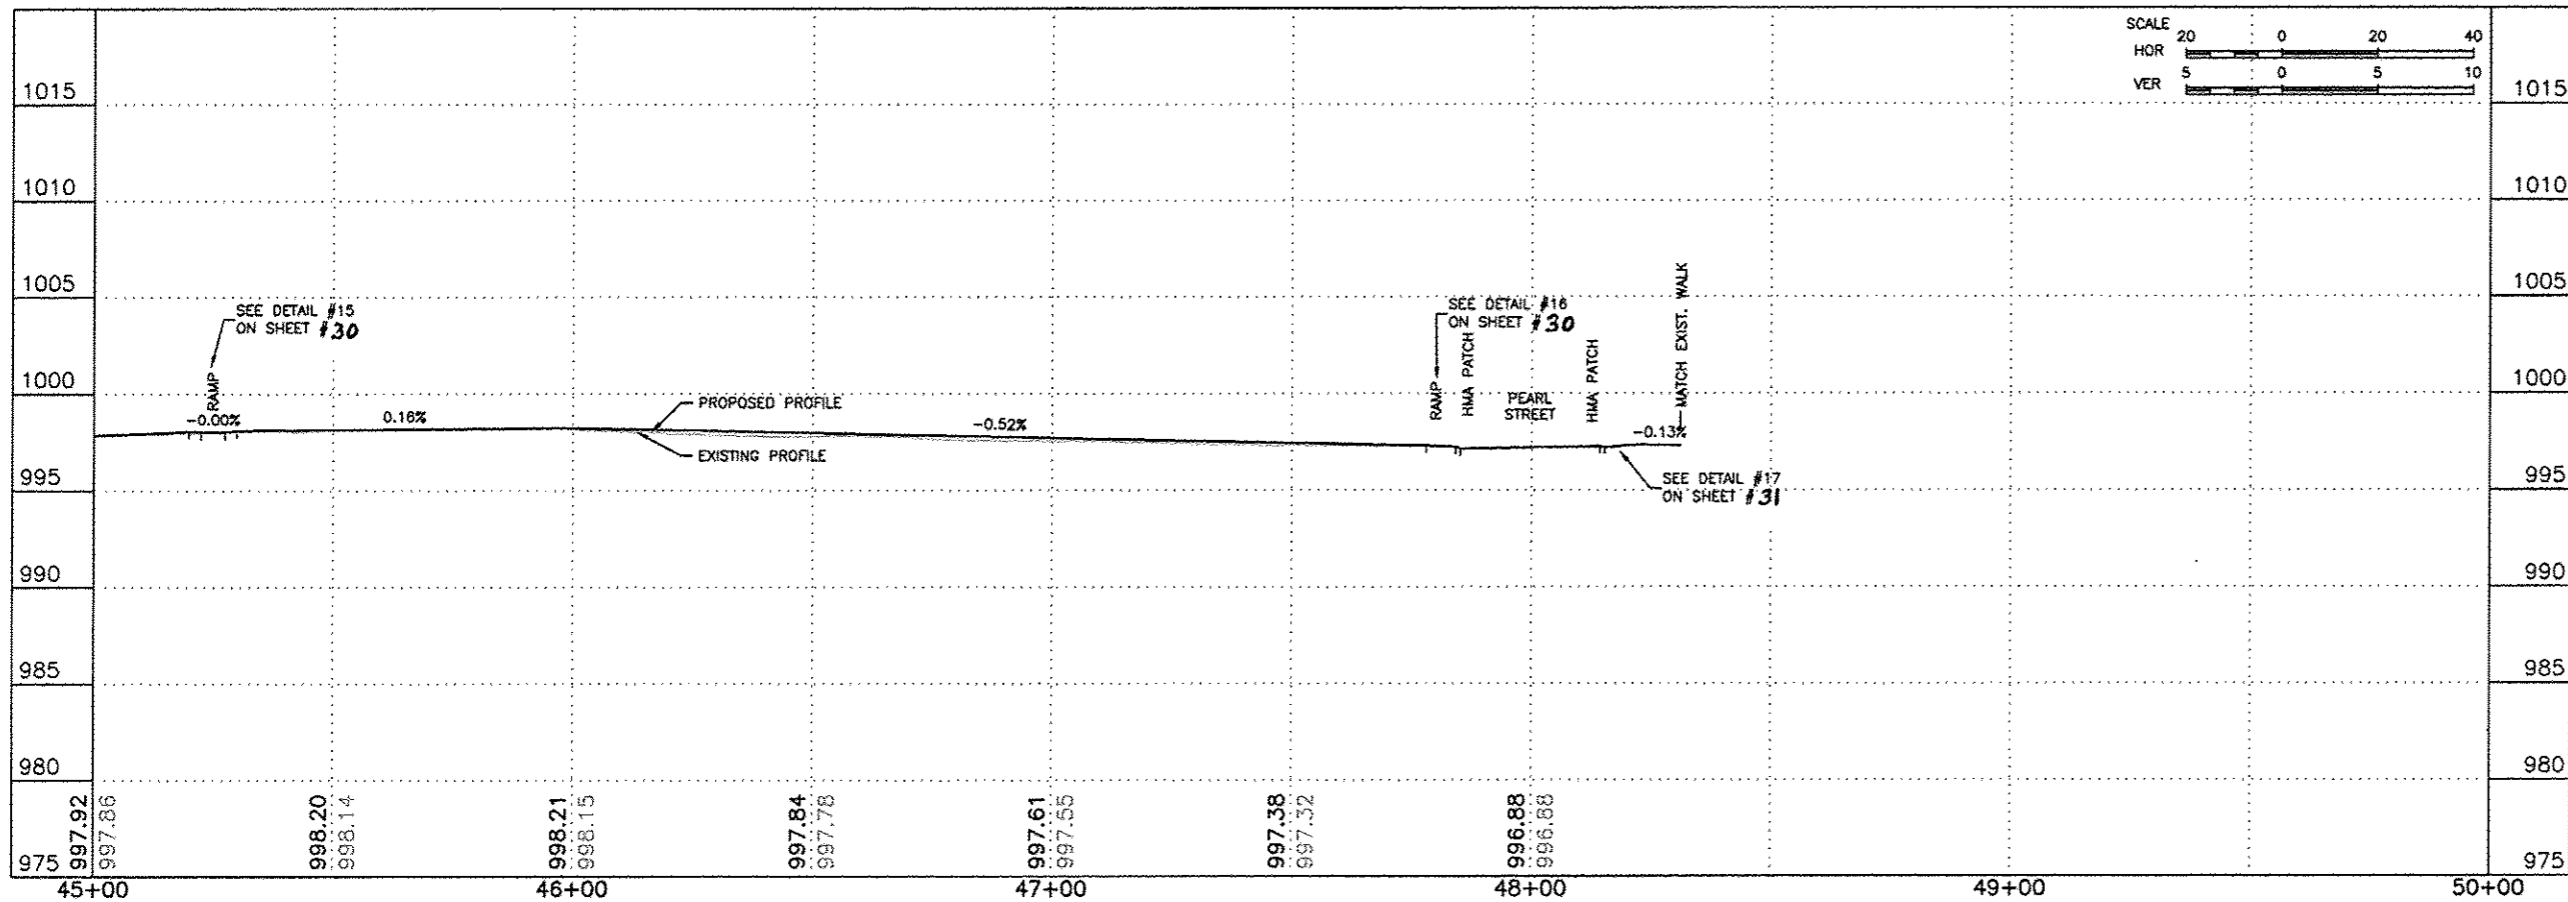 SCALE
HOR 20 0 20 40
VER 5 0 5 10
1015 1015
1010 1010
1005 1005
SEE DETAIL #15
ON SHEET #30
RAMP
SEE DETAIL #16
ON SHEET #30
RAMP
HMA PATCH
PEARL
STREET
HMA PATCH
MATCH EXIST. WALK
1000 1000
-0.00%
0.16%
PROPOSED PROFILE
-0.52%
-0.13%
EXISTING PROFILE
SEE DETAIL #17
ON SHEET #31
995 995
990 990
985 985
980 980
975 975
997.92
997.86
998.20
998.14
998.21
998.15
997.84
997.78
997.61
997.55
997.38
997.32
996.88
996.88
45+00 46+00 47+00 48+00 49+00 50+00